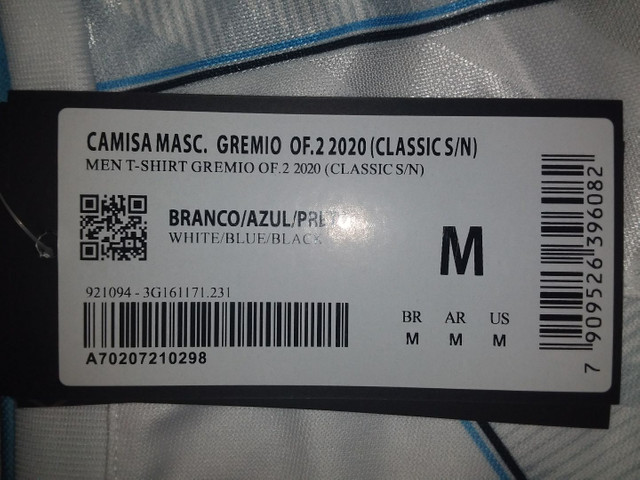 CAMISA MASC. GREMIO OF.2 2020 (CLASSIC S/N)
MEN T-SHIRT GREMIO OF.2 2020 (CLASSIC S/N)
BRANCO/AZUL/PRETO
WHITE/BLUE/BLACK
M
921094 - 3G161171.231
A70207210298
BR AR US
M M M
7 909526 396082